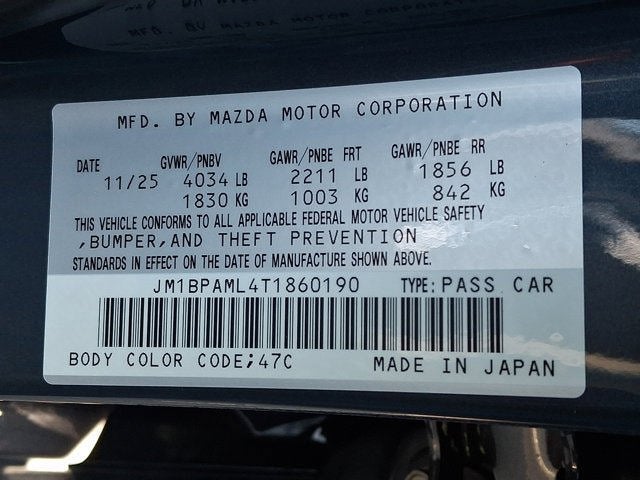 MFD. BY MAZDA MOTOR CORPORATION
DATE GVWR/PNBV GAWR/PNBE FRT GAWR/PNBE RR
11/25 4034 LB 2211 LB 1856 LB
1830 KG 1003 KG 842 KG
THIS VEHICLE CONFORMS TO ALL APPLICABLE FEDERAL MOTOR VEHICLE SAFETY
,BUMPER,AND THEFT PREVENTION
STANDARDS IN EFFECT ON THE DATE OF MANUFACTURE SHOWN ABOVE.
JM1BPAML4T1860190 TYPE: PASS CAR
BODY COLOR CODE;47C MADE IN JAPAN